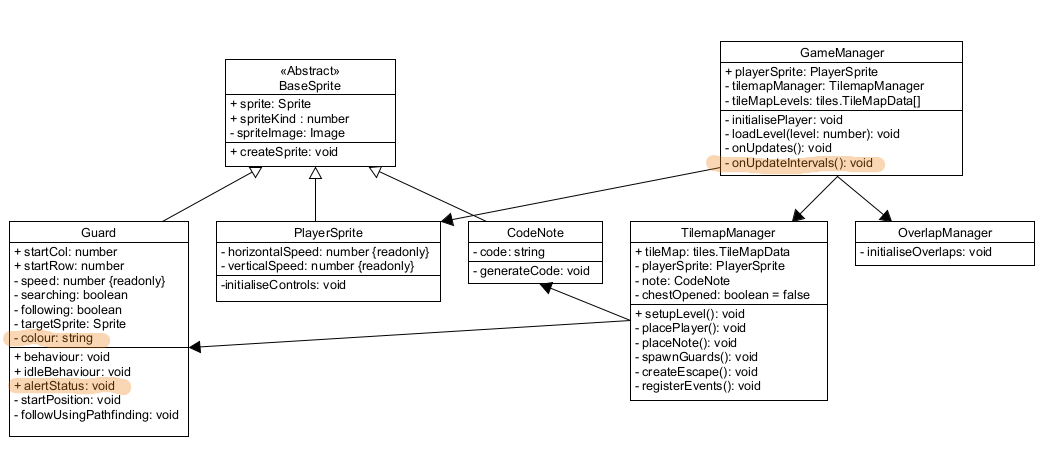 «Abstract»
BaseSprite
+ sprite: Sprite
+ spriteKind : number
- spriteImage: Image
+ createSprite: void
GameManager
+ playerSprite: PlayerSprite
- tilemapManager: TilemapManager
- tileMapLevels: tiles.TileMapData[]
- initialisePlayer: void
- loadLevel(level: number): void
- onUpdates(): void
- onUpdateIntervals(): void
Guard
+ startCol: number
+ startRow: number
- speed: number {readonly}
- searching: boolean
- following: boolean
- targetSprite: Sprite
- colour: string
+ behaviour: void
+ idleBehaviour: void
+ alertStatus: void
- startPosition: void
- followUsingPathfinding: void
PlayerSprite
- horizontalSpeed: number {readonly}
- verticalSpeed: number {readonly}
-initialiseControls: void
CodeNote
- code: string
- generateCode: void
TilemapManager
+ tileMap: tiles.TileMapData
- playerSprite: PlayerSprite
- note: CodeNote
- chestOpened: boolean = false
+ setupLevel(): void
- placePlayer(): void
- placeNote(): void
- spawnGuards(): void
- createEscape(): void
- registerEvents(): void
OverlapManager
- initialiseOverlaps: void